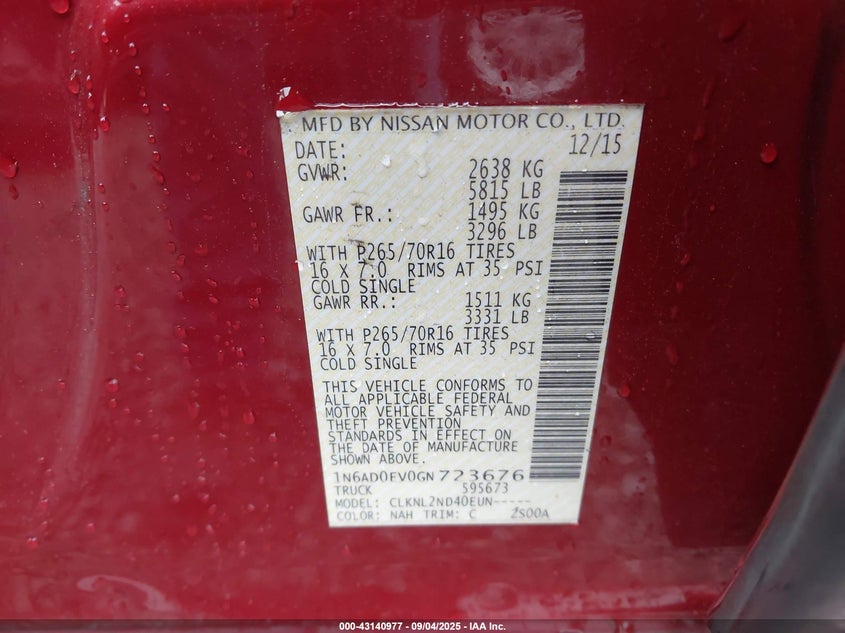 MFD BY NISSAN MOTOR CO., LTD.
DATE: 12/15
GVWR: 2638 KG
5815 LB
GAWR FR.: 1495 KG
3296 LB
WITH P265/70R16 TIRES
16 X 7.0 RIMS AT 35 PSI
COLD SINGLE
GAWR RR.: 1511 KG
3331 LB
WITH P265/70R16 TIRES
16 X 7.0 RIMS AT 35 PSI
COLD SINGLE
THIS VEHICLE CONFORMS TO
ALL APPLICABLE FEDERAL
MOTOR VEHICLE SAFETY AND
THEFT PREVENTION
STANDARDS IN EFFECT ON
THE DATE OF MANUFACTURE
SHOWN ABOVE.
1N6AD0EV0GN723676
TRUCK 595673
MODEL: CLKNL2ND40EUN-----
COLOR: NAH TRIM: C 2S00A
000-43140977 - 09/04/2025 - IAA Inc.